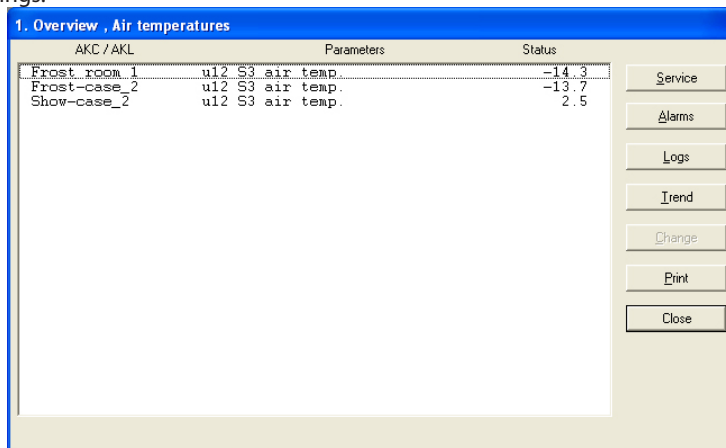 ings.
1. Overview , Air temperatures
AKC / AKL Parameters Status
Frost room 1 u12 S3 air temp. -14.3
Frost-case_2 u12 S3 air temp. -13.7
Show-case_2 u12 S3 air temp. 2.5
Service
Alarms
Logs
Trend
Change
Print
Close